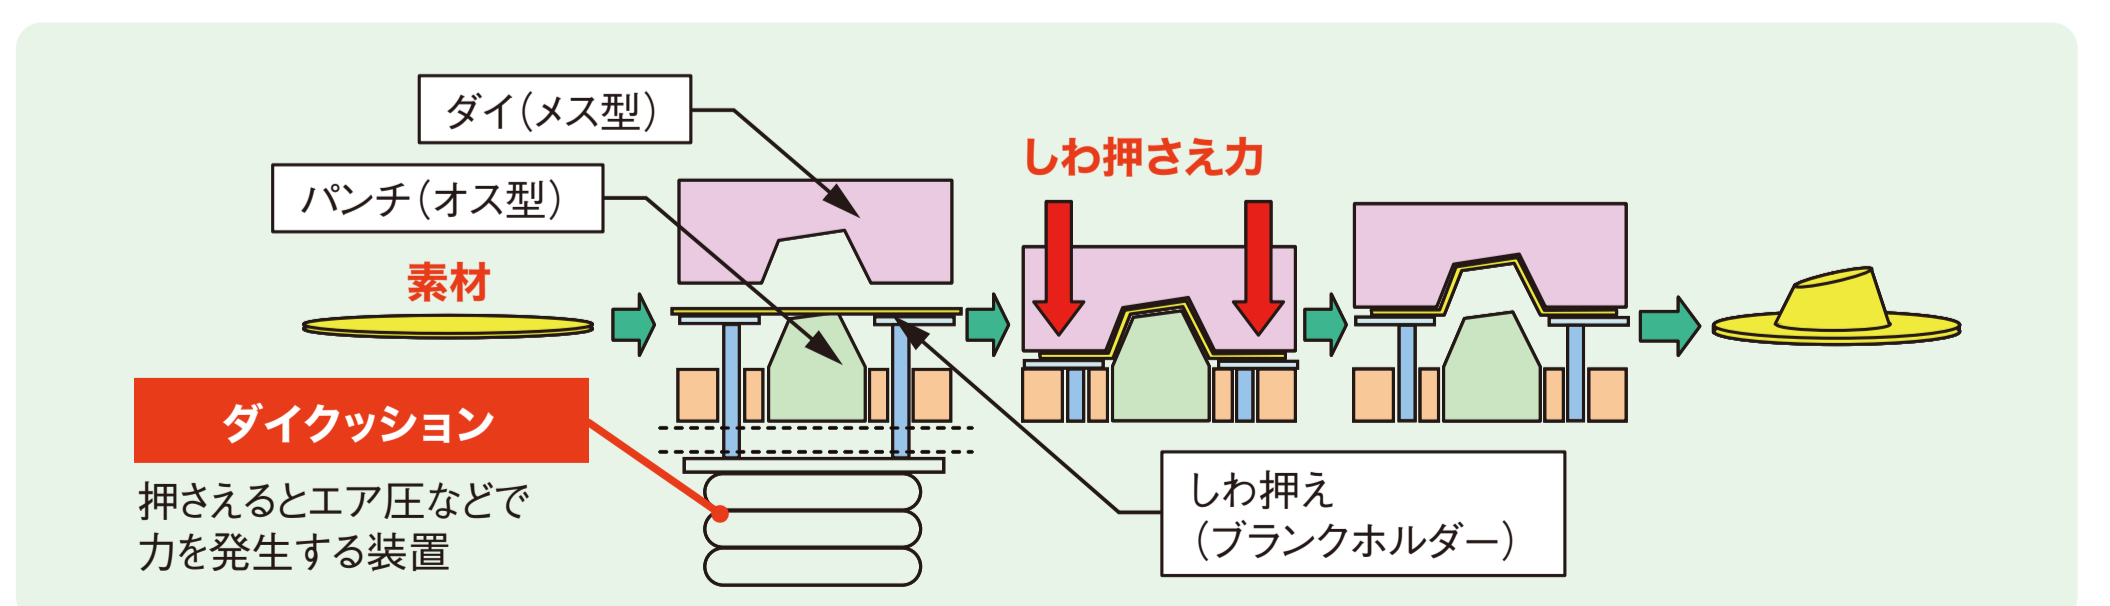 ダイ(メス型)
パンチ(オス型)
素材
しわ押さえ力
ダイクッション
押さえるとエア圧などで
力を発生する装置
しわ押え
(ブランクホルダー)